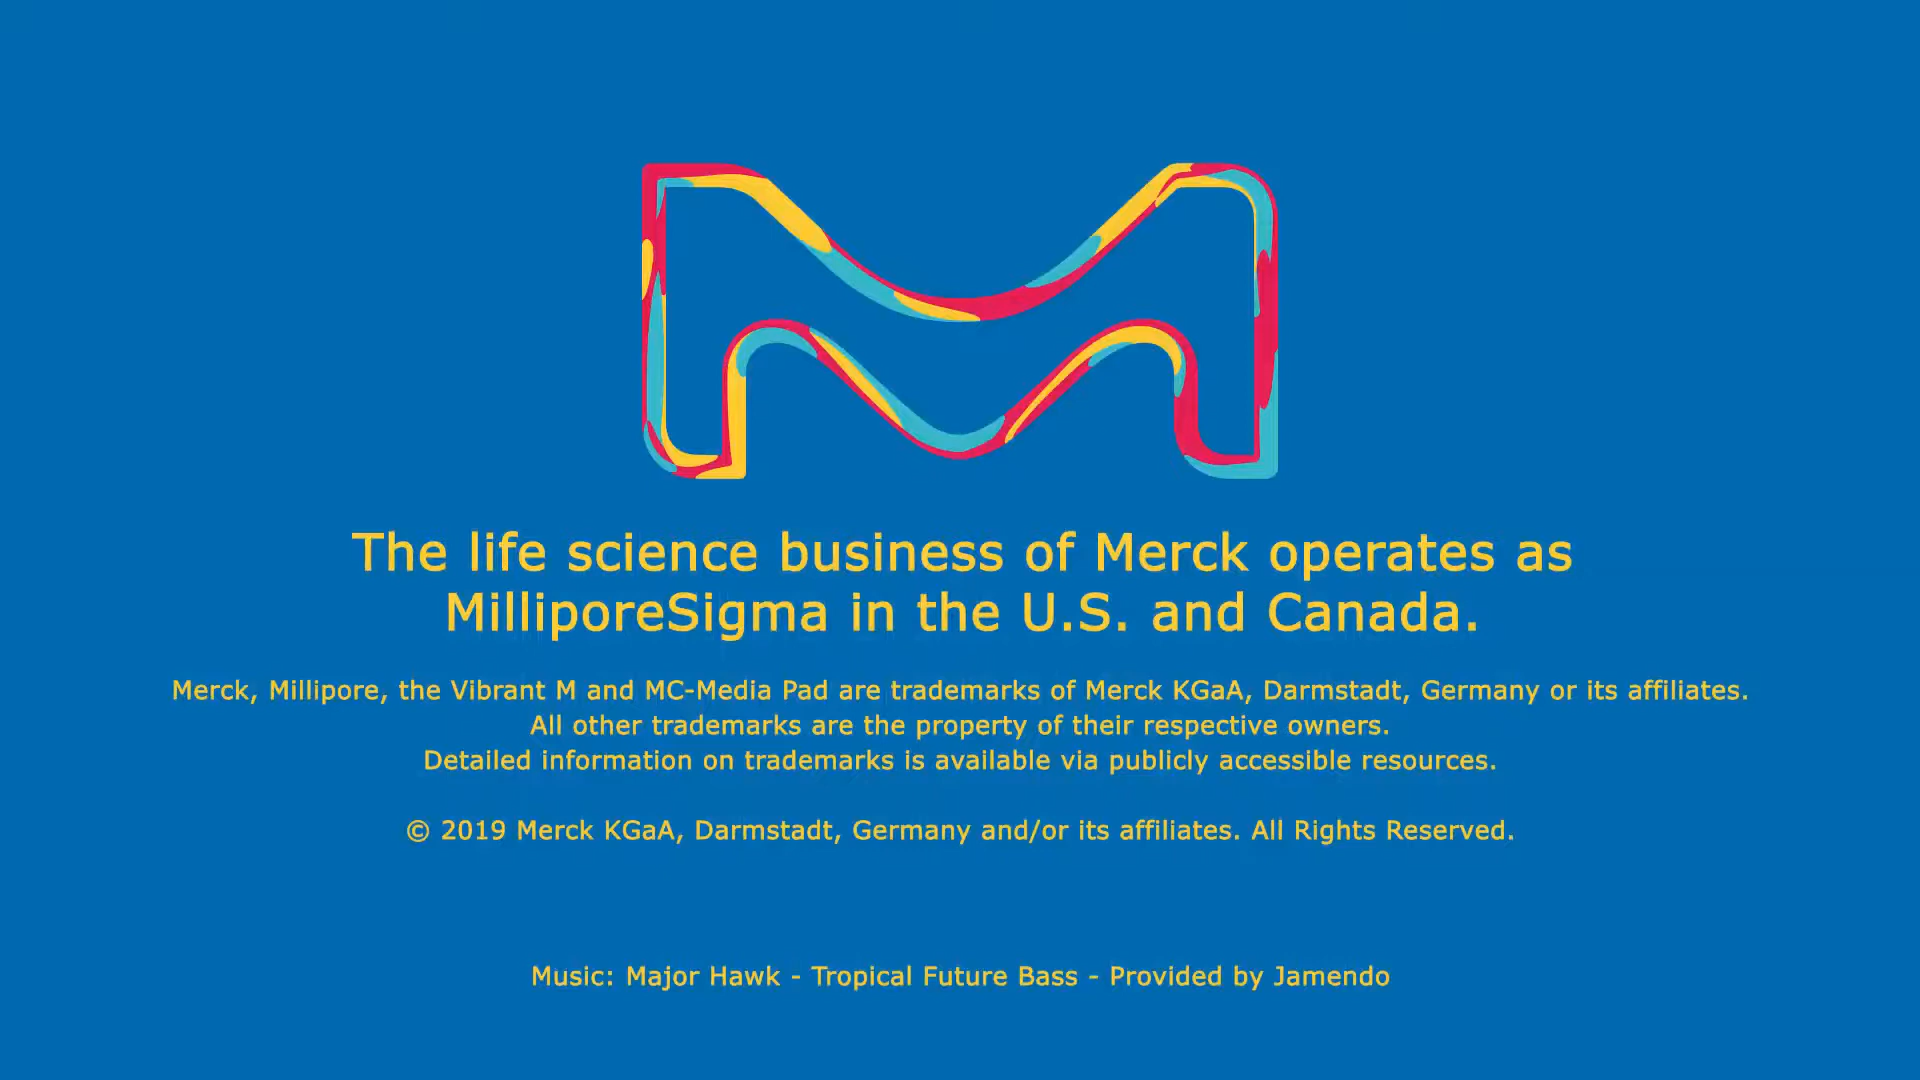 The life science business of Merck operates as
MilliporeSigma in the U.S. and Canada.
Merck, Millipore, the Vibrant M and MC-Media Pad are trademarks of Merck KGaA, Darmstadt, Germany or its affiliates.
All other trademarks are the property of their respective owners.
Detailed information on trademarks is available via publicly accessible resources.
© 2019 Merck KGaA, Darmstadt, Germany and/or its affiliates. All Rights Reserved.
Music: Major Hawk - Tropical Future Bass - Provided by Jamendo